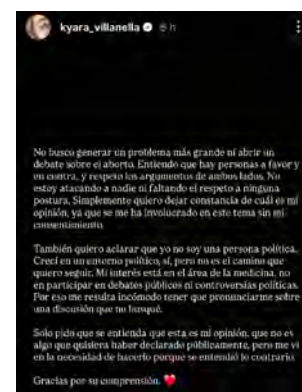 kyara_villanella 6 h
No busco generar un problema más grande ni abrir un
debate sobre el aborto. Entiendo que hay personas a favor y
en contra, y respeto los argumentos de ambos lados. No
estoy atacando a nadie ni faltando el respeto a ninguna
postura. Simplemente quiero dejar constancia de cuál es mi
opinión, ya que se me ha involucrado en este tema sin mi
consentimiento.
También quiero aclarar que yo no soy una persona política.
Crecí en un entorno político, sí, pero no es el camino que
quiero seguir. Mi interés está en el área de la medicina, no
en participar en debates públicos ni controversias políticas.
Por eso me resulta incómodo tener que pronunciarme sobre
una discusión que no busqué.
Solo pido que se entienda que esta es mi opinión, que no es
algo que quisiera haber declarado públicamente, pero me vi
en la necesidad de hacerlo porque se entendió lo contrario.
Gracias por su comprensión. ❤️